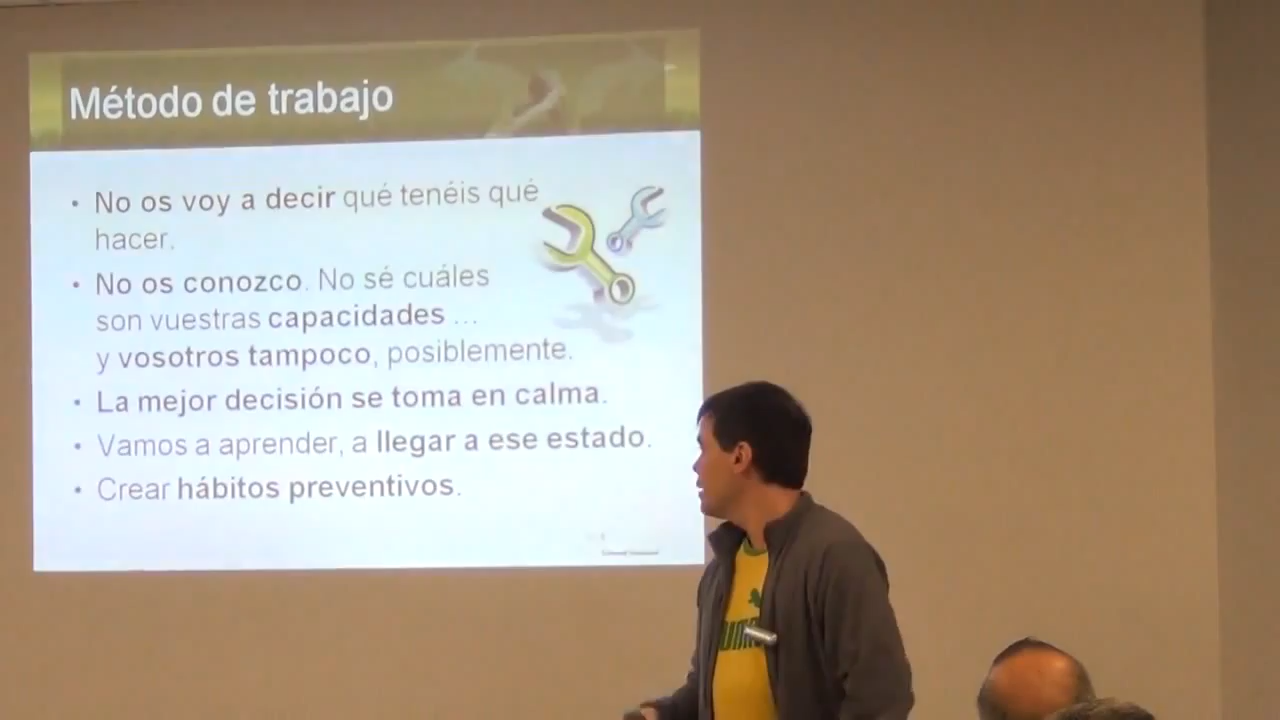 Método de trabajo
• No os voy a decir qué tenéis qué
hacer.
• No os conozco. No sé cuáles
son vuestras capacidades ...
y vosotros tampoco, posiblemente.
• La mejor decisión se toma en calma.
• Vamos a aprender, a llegar a ese estado.
• Crear hábitos preventivos.